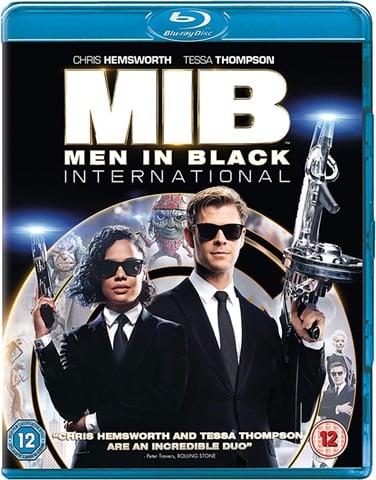 Blu-ray Disc
CHRIS HEMSWORTH TESSA THOMPSON
MIB
TM
MEN IN BLACK
INTERNATIONAL
"CHRIS HEMSWORTH AND TESSA THOMPSON
ARE AN INCREDIBLE DUO"
- Peter Travers, ROLLING STONE
12
12